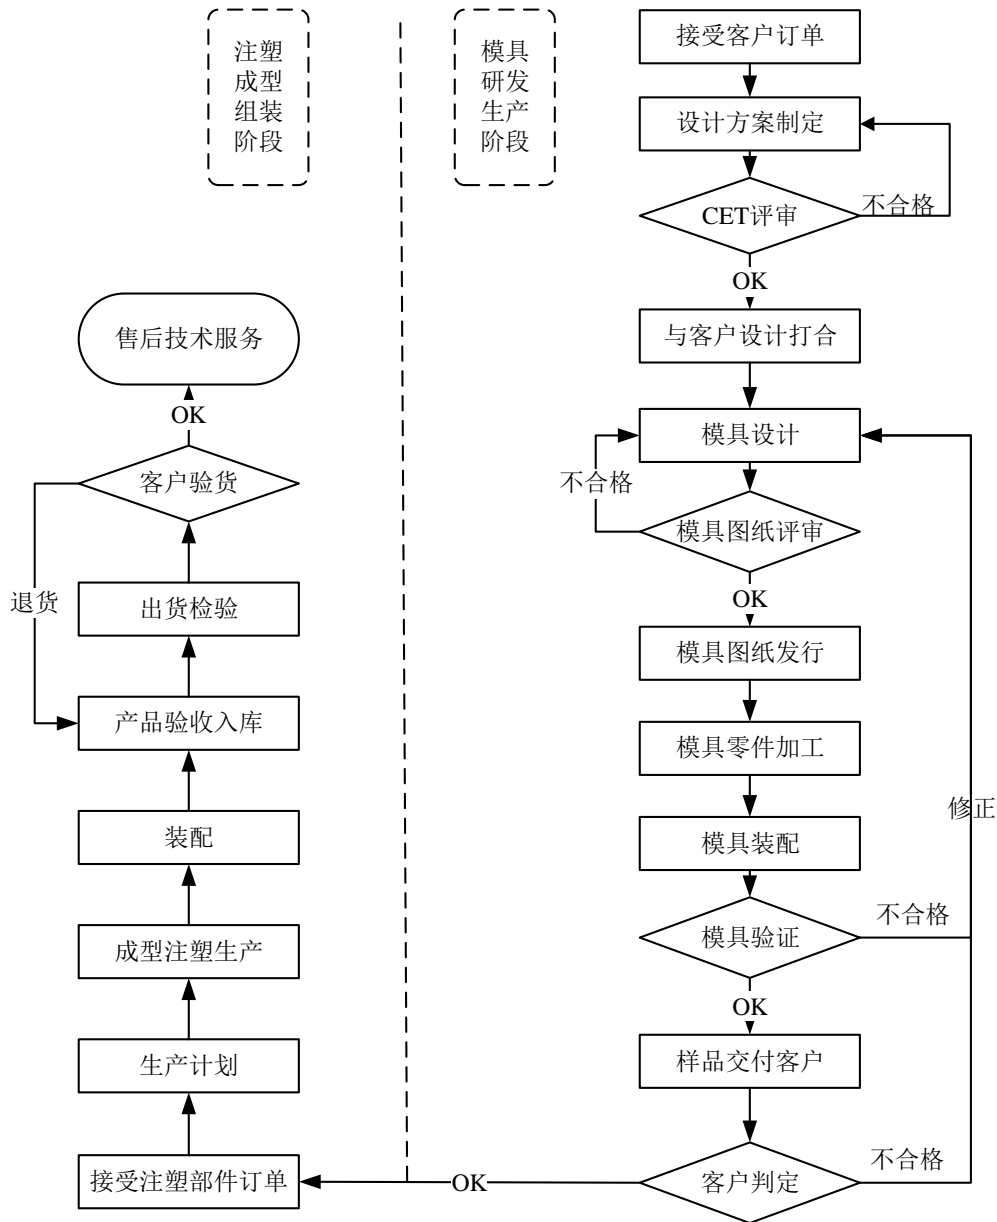 注塑
成型
组装
阶段
模具
研发
生产
阶段
接受客户订单
设计方案制定
CET评审
不合格
OK
与客户设计打合
模具设计
不合格
模具图纸评审
OK
模具图纸发行
模具零件加工
修正
模具装配
不合格
模具验证
OK
样品交付客户
不合格
客户判定
OK
接受注塑部件订单
生产计划
成型注塑生产
装配
产品验收入库
退货
出货检验
客户验货
OK
售后技术服务